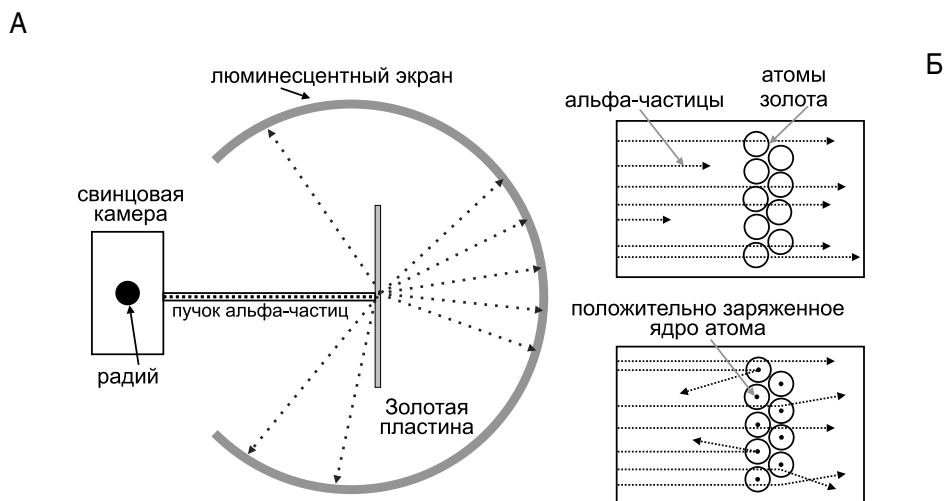 А
Б
люминесцентный экран
свинцовая
камера
пучок альфа-частиц
радий
Золотая
пластина
атомы
золота
альфа-частицы
положительно заряженное
ядро атома